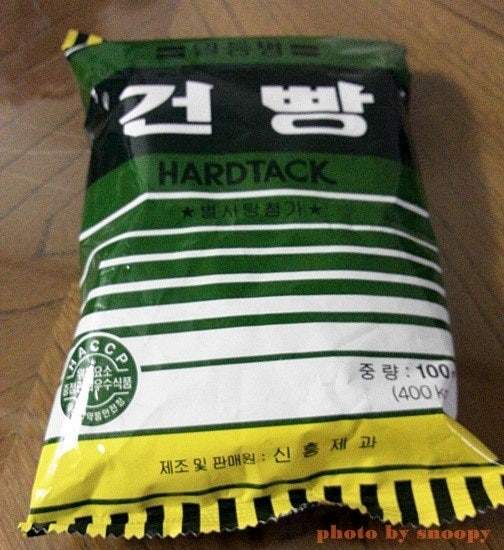 건 빵
HARDTACK
★별사탕첨가★
HACCP
중 량 : 100
(400 K
제조 및 판매원 : 신 흥 제 과
photo by snoopy